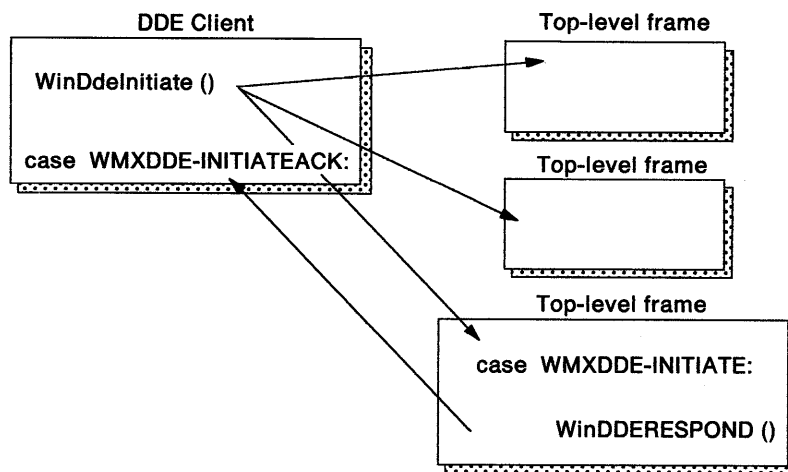 DDE Client
WinDdeInitiate ()
case WMXDDE-INITIATEACK:
Top-level frame
Top-level frame
Top-level frame
case WMXDDE-INITIATE:
WinDDERESPOND ()